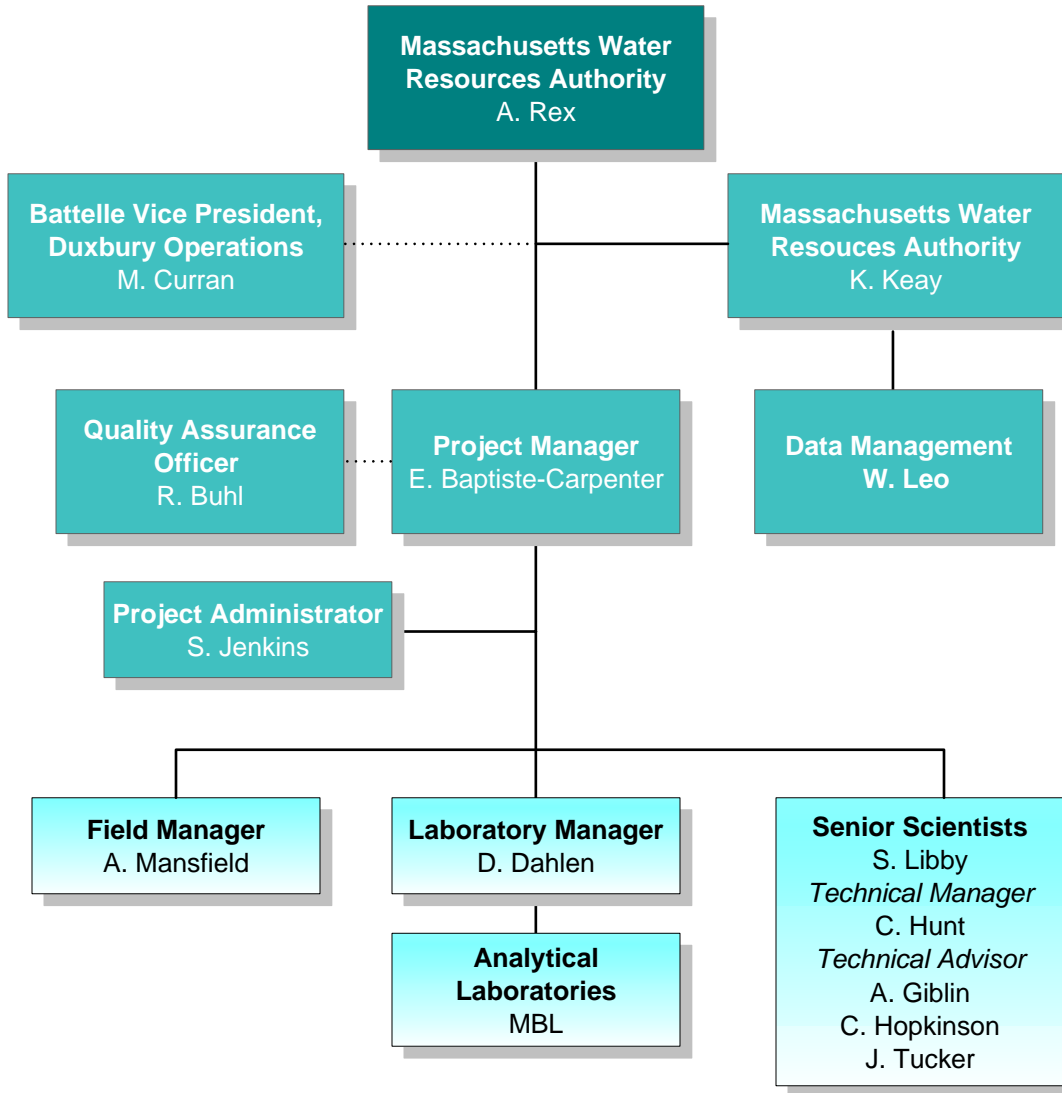 Massachusetts Water
Resources Authority
A. Rex
Battelle Vice President,
Duxbury Operations
M. Curran
Massachusetts Water
Resouces Authority
K. Keay
Quality Assurance
Officer
R. Buhl
Project Manager
E. Baptiste-Carpenter
Data Management
W. Leo
Project Administrator
S. Jenkins
Field Manager
A. Mansfield
Laboratory Manager
D. Dahlen
Analytical
Laboratories
MBL
Senior Scientists
S. Libby
Technical Manager
C. Hunt
Technical Advisor
A. Giblin
C. Hopkinson
J. Tucker